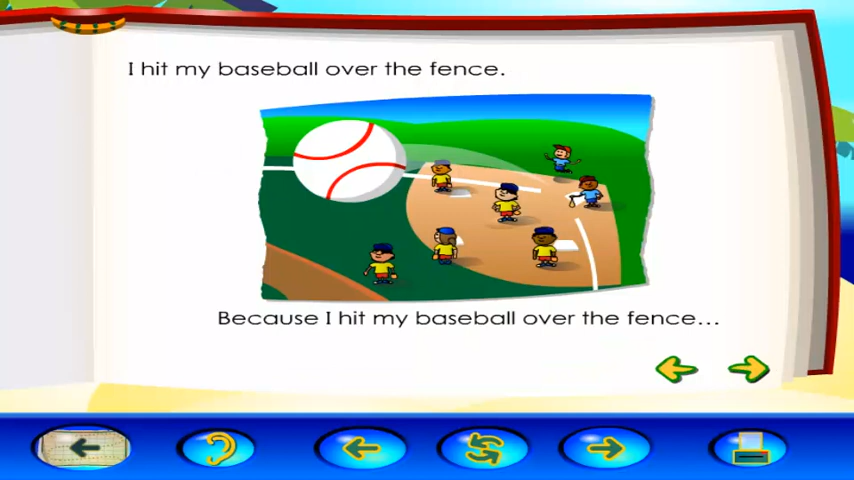 I hit my baseball over the fence.
Because I hit my baseball over the fence...